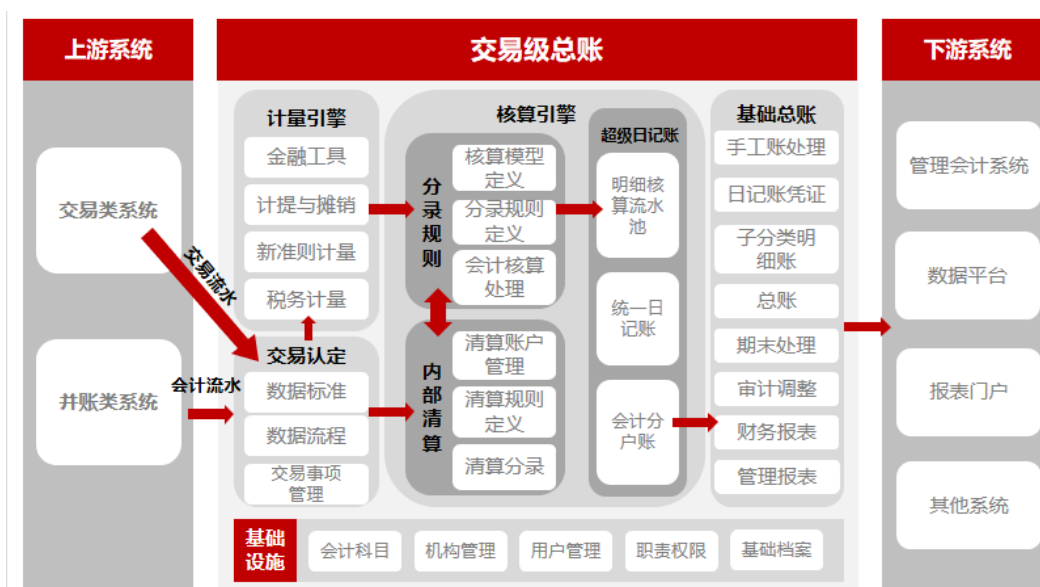 上游系统
交易级总账
下游系统
交易类系统
井账类系统
交易流水
会计流水
计量引擎
金融工具
计提与摊销
新准则计量
税务计量
交易认定
数据标准
数据流程
交易事项
管理
核算引擎
分录规则
核算模型
定义
分录规则
定义
会计核算
处理
内部清算
清算账户
管理
清算规则
定义
清算分录
超级日记账
明细核
算流水
池
统一日
记账
会计分
户账
基础总账
手工账处理
日记账凭证
子分类明
细账
总账
期末处理
审计调整
财务报表
管理报表
管理会计系统
数据平台
报表门户
其他系统
基础
设施
会计科目
机构管理
用户管理
职责权限
基础档案